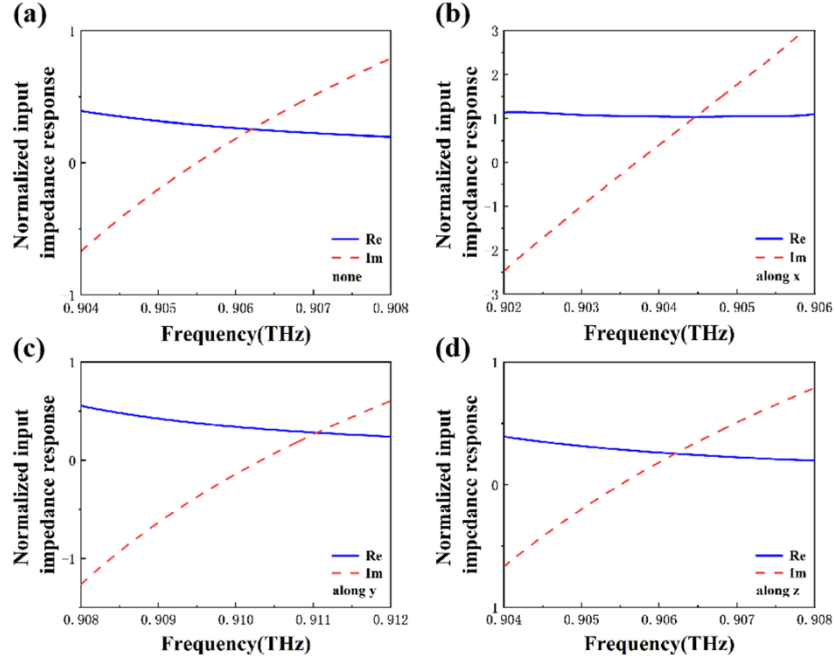 (a)
1
0
-1
0.904 0.905 0.906 0.907 0.908
Normalized input
impedance response
Frequency(THz)
Re
Im
none
(b)
3
2
1
0
-1
-2
-3
0.902 0.903 0.904 0.905 0.906
Normalized input
impedance response
Frequency(THz)
Re
Im
along x
(c)
1
0
-1
0.908 0.909 0.910 0.911 0.912
Normalized input
impedance response
Frequency(THz)
Re
Im
along y
(d)
1
0
1
0.904 0.905 0.906 0.907 0.908
Normalized input
impedance response
Frequency(THz)
Re
Im
along z